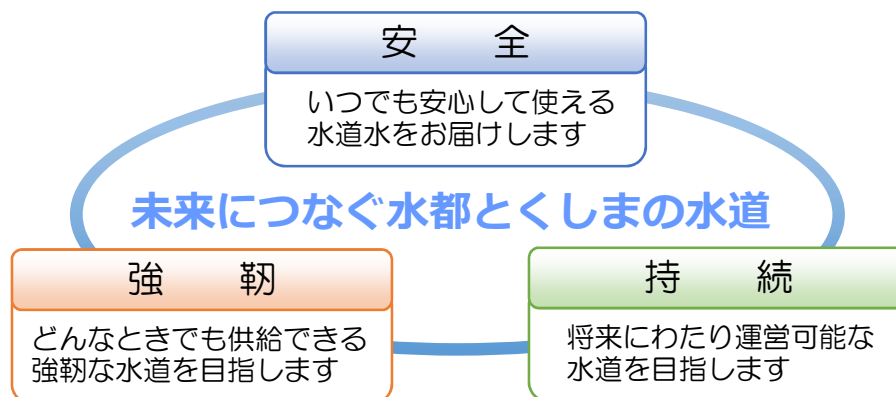 安　全
いつでも安心して使える
水道水をお届けします
未来につなぐ水都とくしまの水道
強　靭
どんなときでも供給できる
強靭な水道を目指します
持　続
将来にわたり運営可能な
水道を目指します